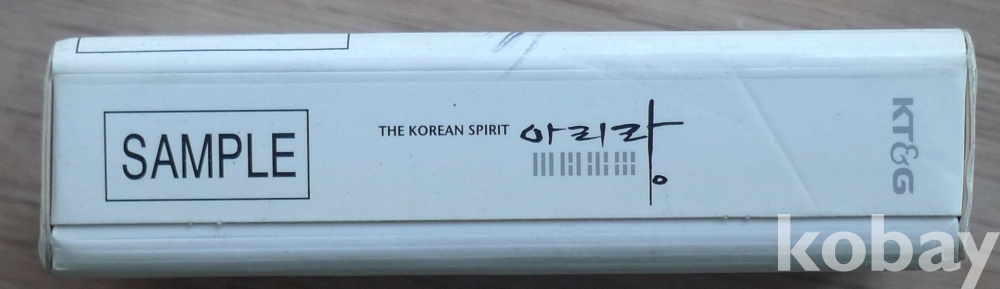 SAMPLE
THE KOREAN SPIRIT 아리랑
KT&G
kobay